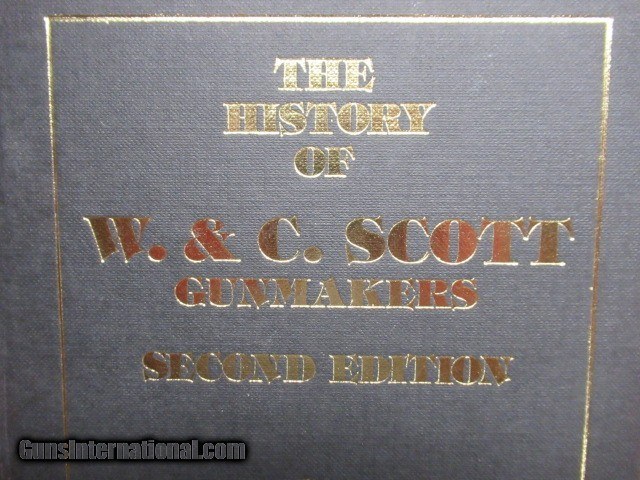 THE
HISTORY
OF
W. & C. SCOTT
GUNMAKERS
SECOND EDITION
GunsInternational.com